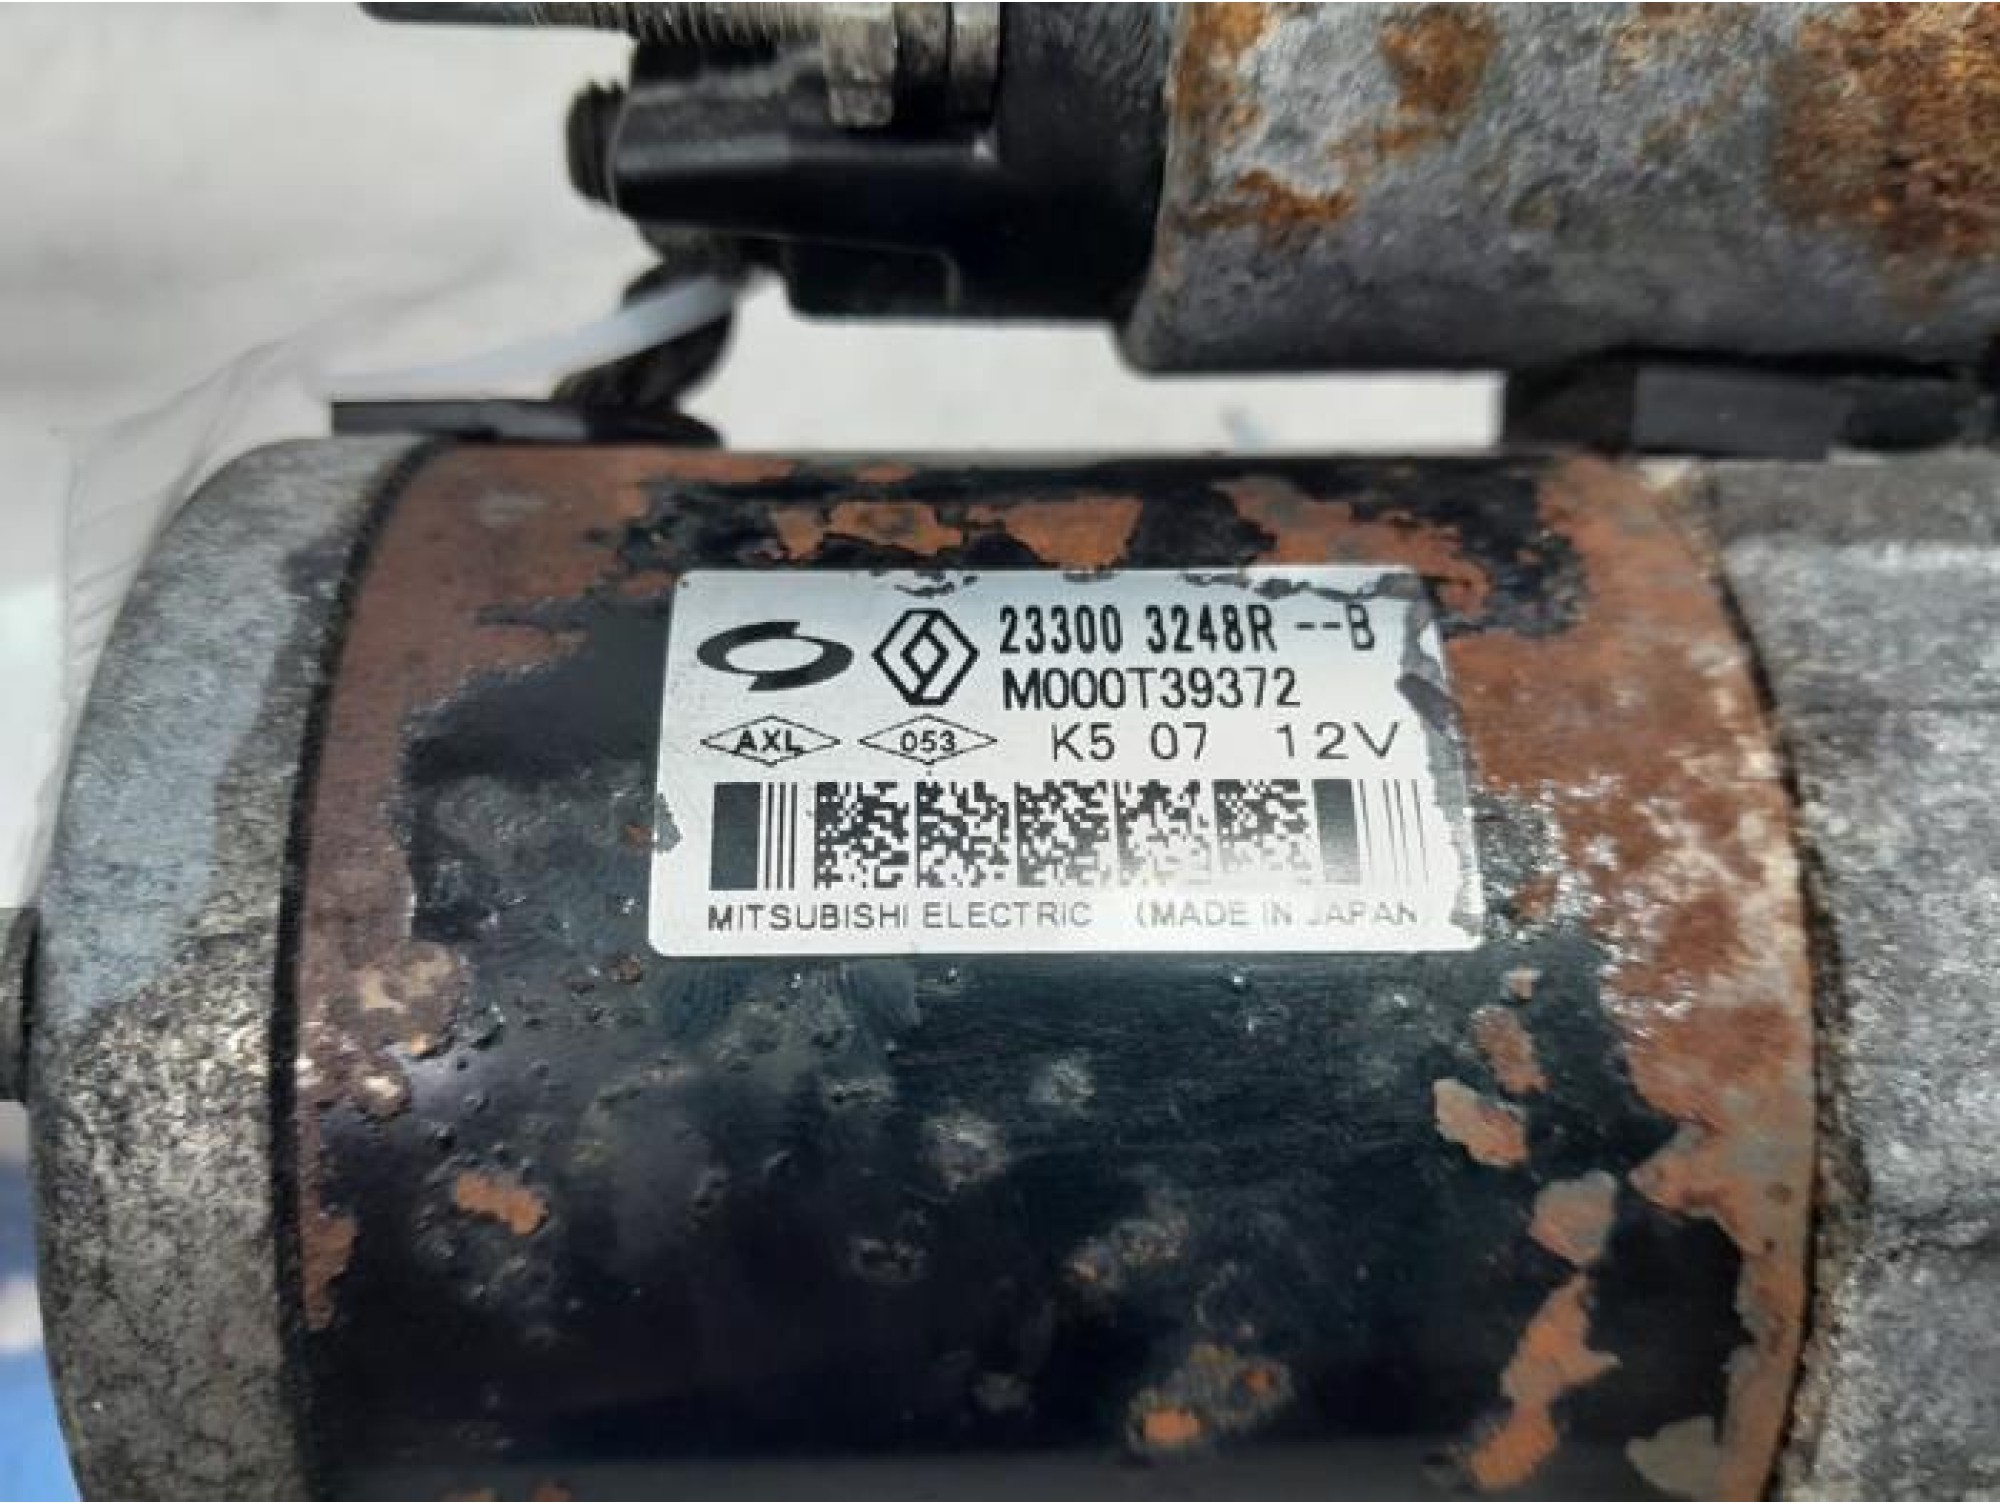 23300 3248R --B
M000T39372
AXL 053 K5 07 12V
MITSUBISHI ELECTRIC (MADE IN JAPAN